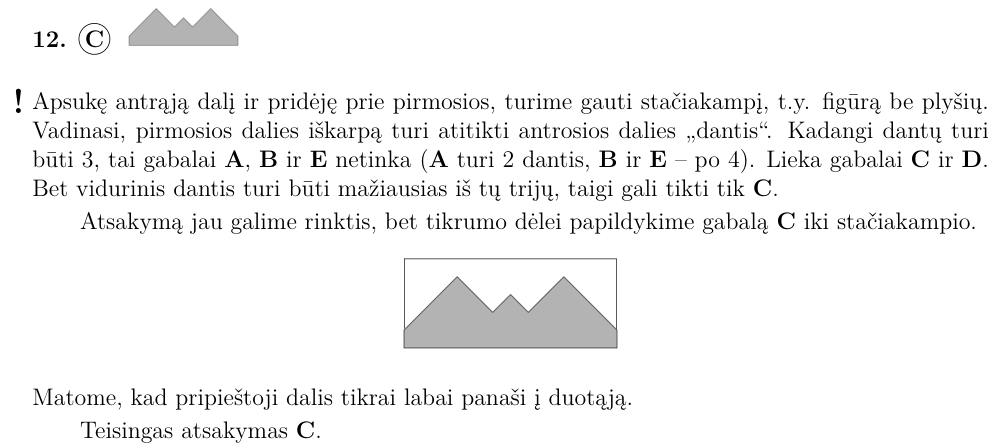 12. C
! Apsukę antrąją dalį ir pridėję prie pirmosios, turime gauti stačiakampį, t.y. figūrą be plyšių.
Vadinasi, pirmosios dalies iškarpą turi atitikti antrosios dalies „dantis“. Kadangi dantų turi
būti 3, tai gabalai A, B ir E netinka (A turi 2 dantis, B ir E – po 4). Lieka gabalai C ir D.
Bet vidurinis dantis turi būti mažiausias iš tų trijų, taigi gali tikti tik C.
Atsakymą jau galime rinktis, bet tikrumo dėlei papildykime gabalą C iki stačiakampio.
Matome, kad pripieštoji dalis tikrai labai panaši į duotąją.
Teisingas atsakymas C.